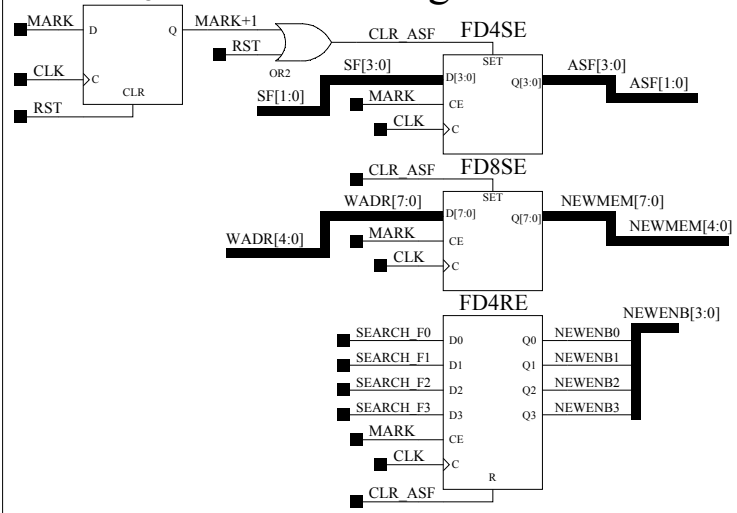 MARK
D
Q
MARK+1
C
CLK
CLR
RST
RST
OR2
CLR_ASF
FD4SE
SET
SF[3:0]
D[3:0]
Q[3:0]
ASF[3:0]
SF[1:0]
ASF[1:0]
MARK
CE
CLK
C
CLR_ASF
FD8SE
SET
WADR[7:0]
D[7:0]
Q[7:0]
NEWMEM[7:0]
WADR[4:0]
NEWMEM[4:0]
MARK
CE
CLK
C
FD4RE
NEWENB[3:0]
SEARCH_F0
D0
Q0
NEWENB0
SEARCH_F1
D1
Q1
NEWENB1
SEARCH_F2
D2
Q2
NEWENB2
SEARCH_F3
D3
Q3
NEWENB3
MARK
CE
CLK
C
R
CLR_ASF